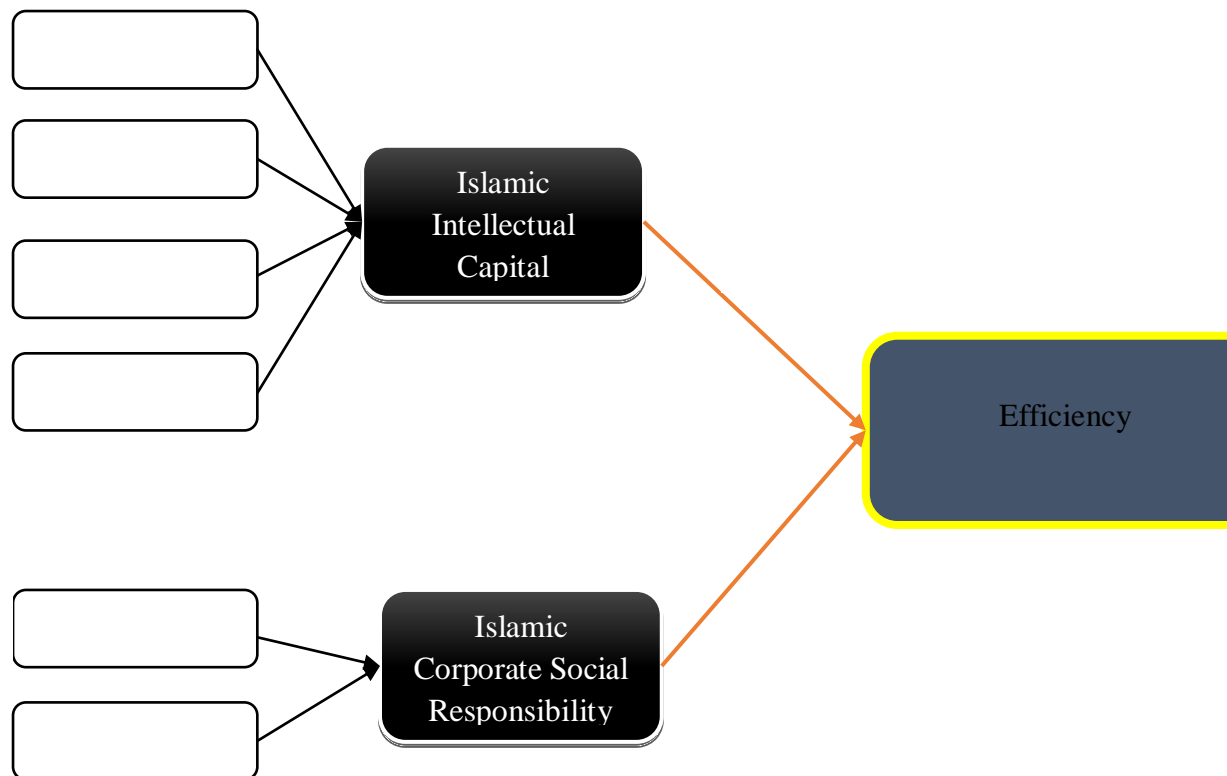 Islamic
Intellectual
Capital
Efficiency
Islamic
Corporate Social
Responsibility